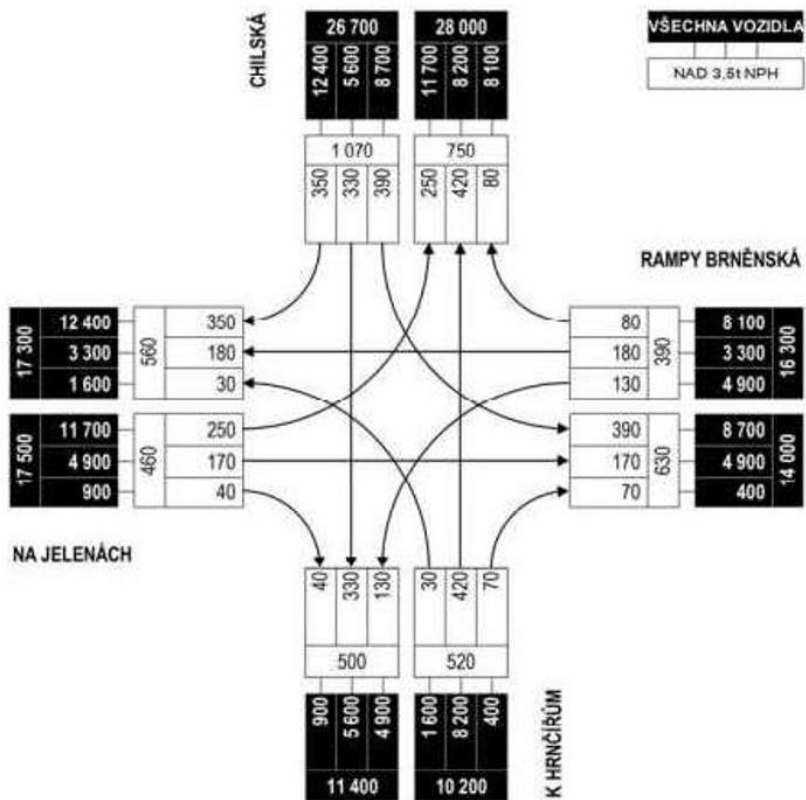 CHILSKÁ
26 700
12 400 5 600 8 700
1 070
350 330 390
28 000
11 700 8 200 8 100
750
250 420 80
VŠECHNA VOZIDLA
NAD 3,5t NPH
RAMPY BRNĚNSKÁ
17 300
12 400
3 300
1 600
560
350
180
30
17 500
11 700
4 900
900
460
250
170
40
80
180
130
390
8 100
3 300
4 900
16 300
390
170
70
630
8 700
4 900
400
14 000
NA JELENÁCH
40 330 130
500
900 5 600 4 900
11 400
30 420 70
520
1 600 8 200 400
10 200
K HRNČÍRŮM